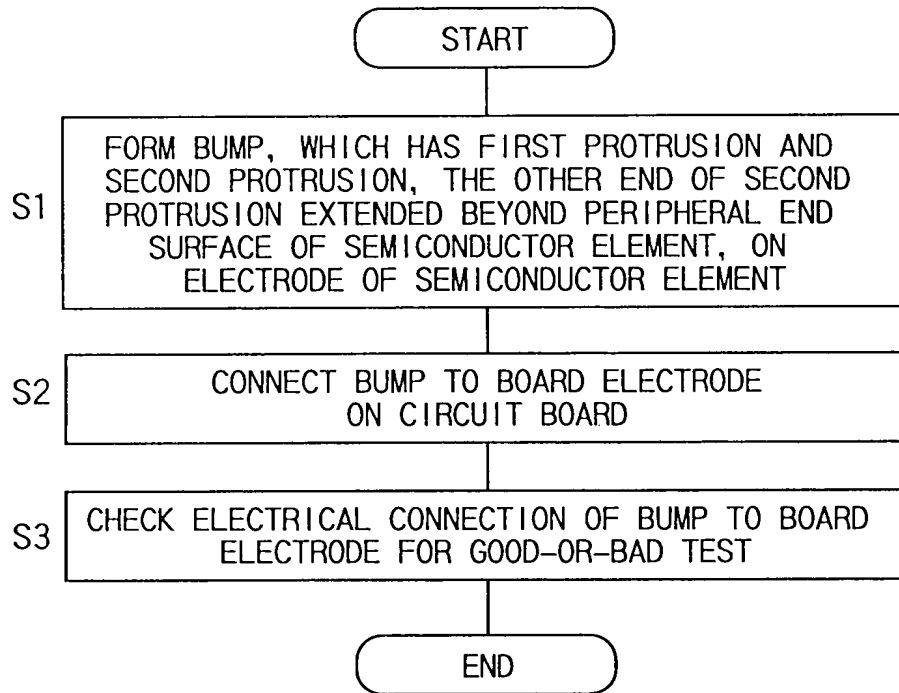 START
S1
FORM BUMP, WHICH HAS FIRST PROTRUSION AND
SECOND PROTRUSION, THE OTHER END OF SECOND
PROTRUSION EXTENDED BEYOND PERIPHERAL END
SURFACE OF SEMICONDUCTOR ELEMENT, ON
ELECTRODE OF SEMICONDUCTOR ELEMENT
S2
CONNECT BUMP TO BOARD ELECTRODE
ON CIRCUIT BOARD
S3
CHECK ELECTRICAL CONNECTION OF BUMP TO BOARD
ELECTRODE FOR GOOD-OR-BAD TEST
END